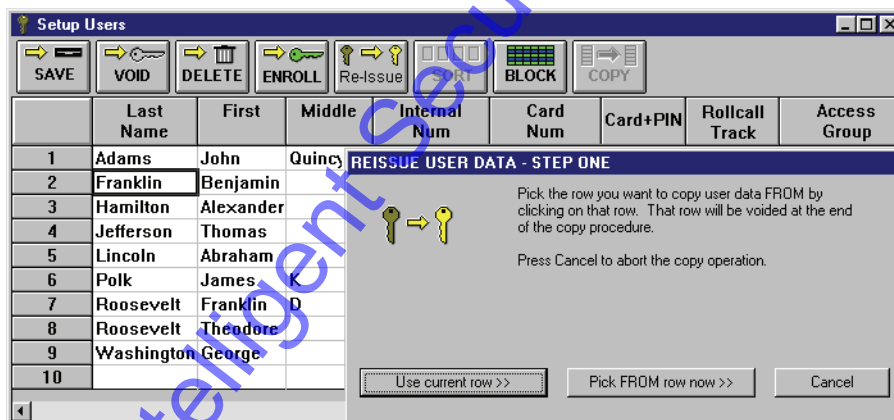 Setup Users
SAVE VOID DELETE ENROLL Re-Issue SORT BLOCK COPY
Last Name First Middle Internal Num Card Num Card+PIN Rollcall Track Access Group
1 Adams John Quincy
2 Franklin Benjamin
3 Hamilton Alexander
4 Jefferson Thomas
5 Lincoln Abraham
6 Polk James K
7 Roosevelt Franklin D
8 Roosevelt Theodore
9 Washington George
10
REISSUE USER DATA - STEP ONE
Pick the row you want to copy user data FROM by
clicking on that row. That row will be voided at the end
of the copy procedure.
Press Cancel to abort the copy operation.
Use current row >> Pick FROM row now >> Cancel
Intelligent Secu